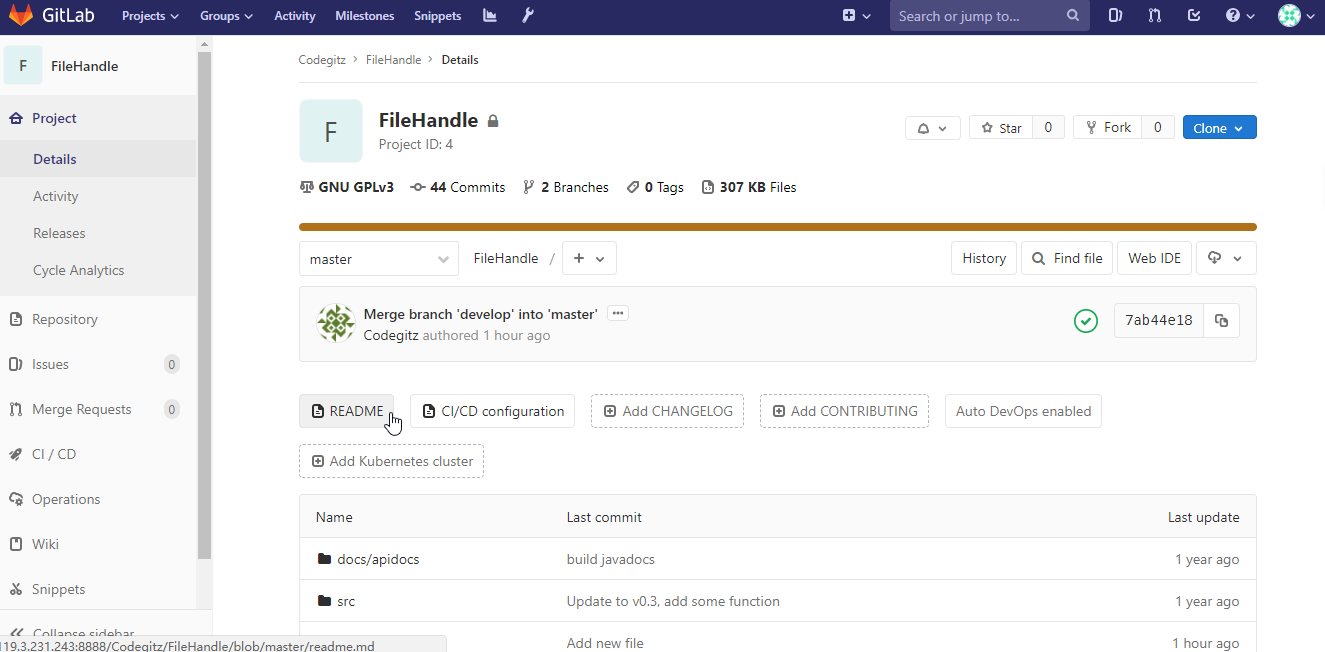 GitLab Projects Groups Activity Milestones Snippets Search or jump to...
F FileHandle
Project
Details
Activity
Releases
Cycle Analytics
Repository
Issues 0
Merge Requests 0
CI / CD
Operations
Wiki
Snippets
Collapse sidebar
Codegitz > FileHandle > Details
F
FileHandle
Project ID: 4
Star 0 Fork 0 Clone
GNU GPLv3 44 Commits 2 Branches 0 Tags 307 KB Files
master FileHandle / + History Find file Web IDE
Merge branch 'develop' into 'master' ...
Codegitz authored 1 hour ago
7ab44e18
README CI/CD configuration Add CHANGELOG Add CONTRIBUTING Auto DevOps enabled
Add Kubernetes cluster
Name Last commit Last update
docs/apidocs build javadocs 1 year ago
src Update to v0.3, add some function 1 year ago
Add new file 1 hour ago
119.3.231.243:8888/Codegitz/FileHandle/blob/master/readme.md